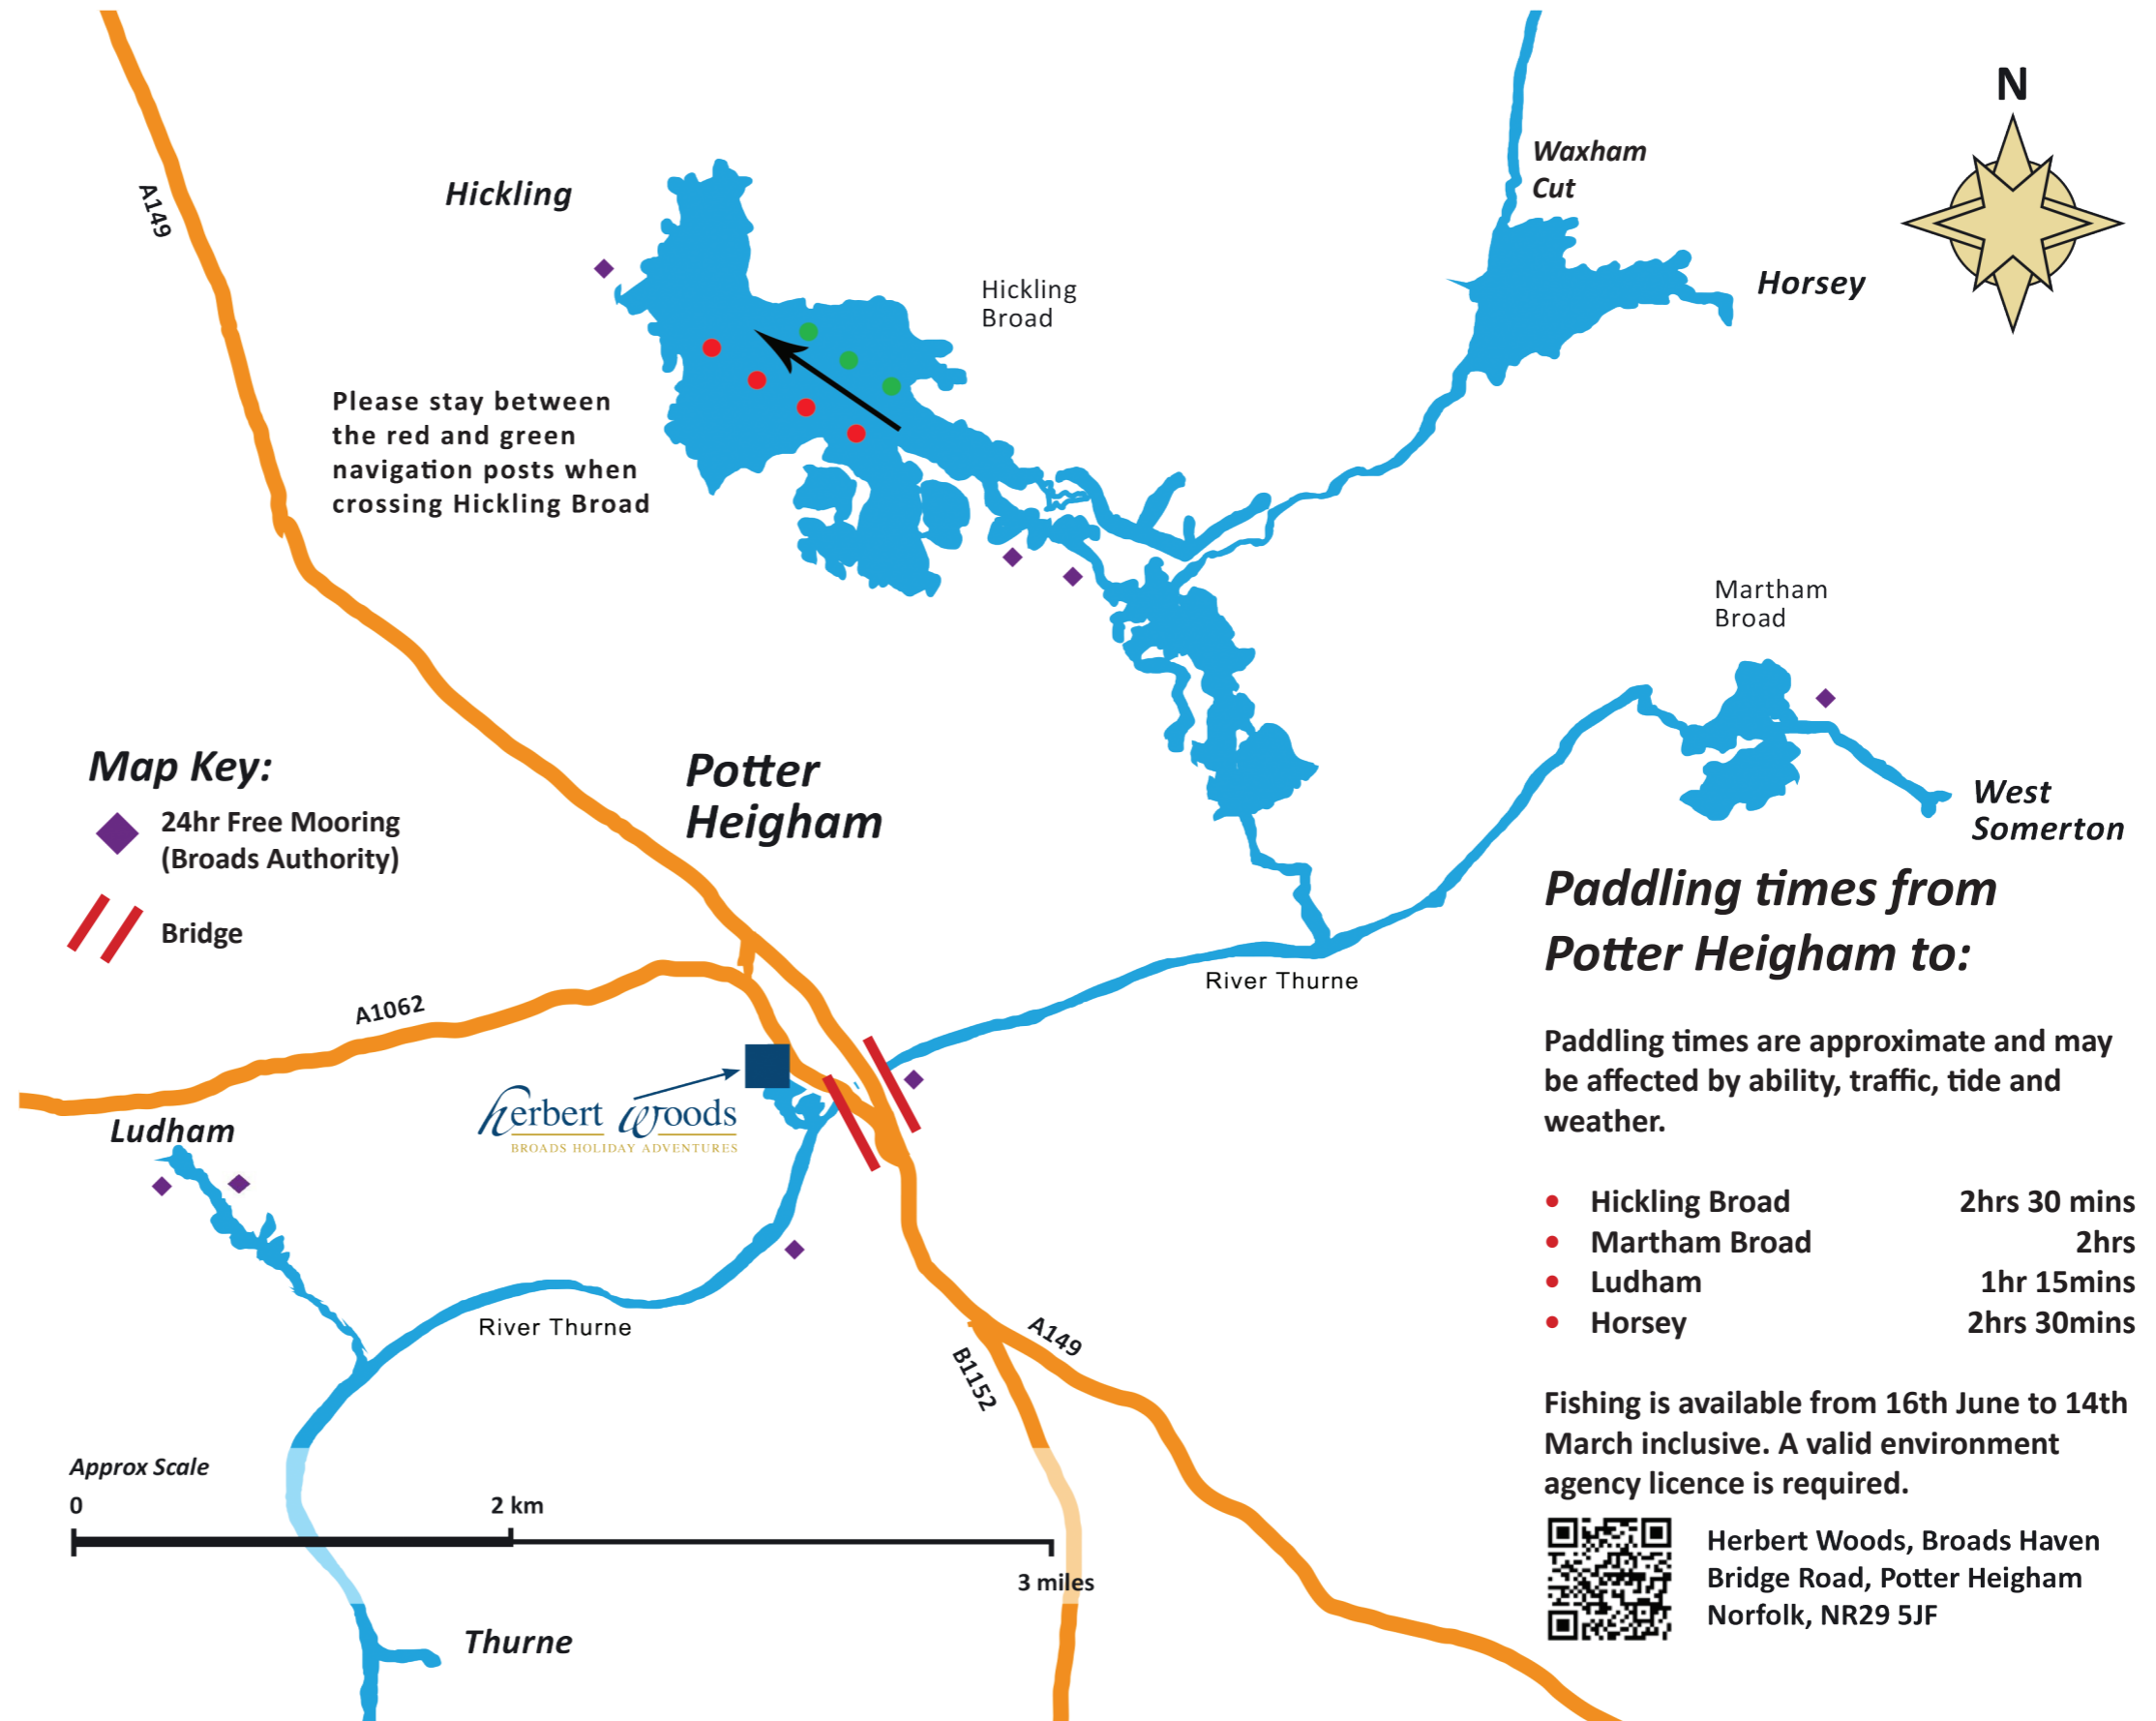 N
Waxham
Cut
Hickling
A149
Horsey
Hickling
Broad
Please stay between
the red and green
navigation posts when
crossing Hickling Broad
Martham
Broad
Map Key:
24hr Free Mooring
(Broads Authority)
Bridge
Potter
Heigham
West
Somerton
Paddling times from
Potter Heigham to:
River Thurne
A1062
Paddling times are approximate and may
be affected by ability, traffic, tide and
weather.
herbert woods
BROADS HOLIDAY ADVENTURES
Ludham
• Hickling Broad 2hrs 30 mins
• Martham Broad 2hrs
• Ludham 1hr 15mins
• Horsey 2hrs 30mins
River Thurne
A149
B1152
Fishing is available from 16th June to 14th
March inclusive. A valid environment
agency licence is required.
Approx Scale
0 2 km
3 miles
Herbert Woods, Broads Haven
Bridge Road, Potter Heigham
Norfolk, NR29 5JF
Thurne